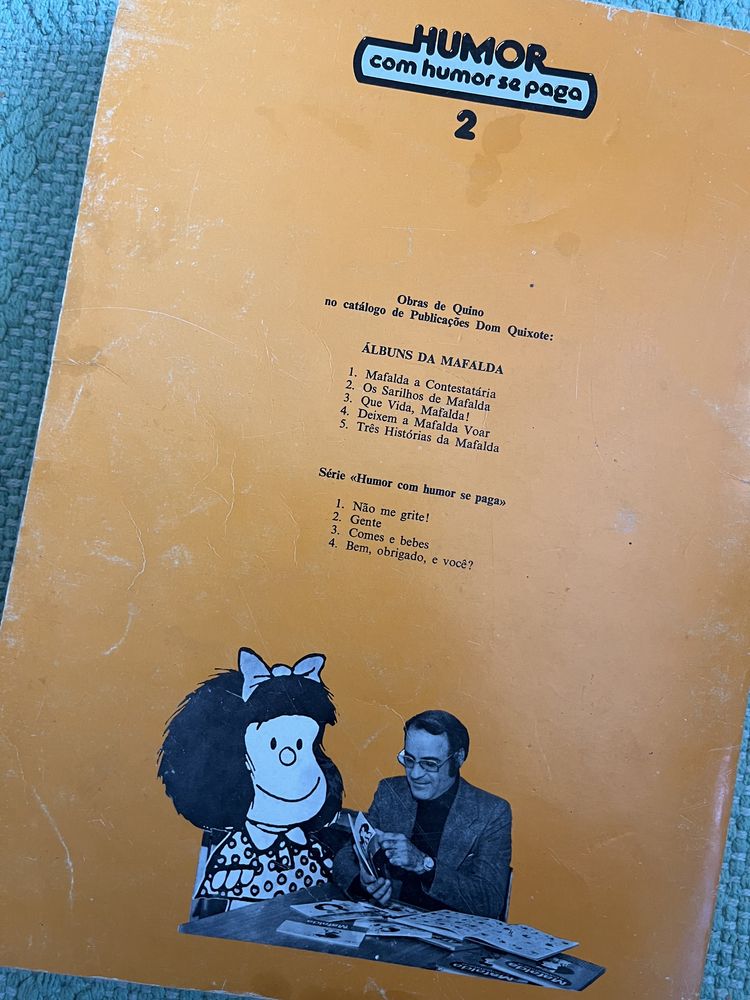 HUMOR
com humor se paga
2
Obras de Quino
no catálogo de Publicações Dom Quixote:
ÁLBUNS DA MAFALDA
1. Mafalda a Contestatária
2. Os Sarilhos de Mafalda
3. Que Vida, Mafalda!
4. Deixem a Mafalda Voar
5. Três Histórias da Mafalda
Série «Humor com humor se paga»
1. Não me grite!
2. Gente
3. Comes e bebes
4. Bem, obrigado, e você?
Mafalda
Mafalda
Mafalda